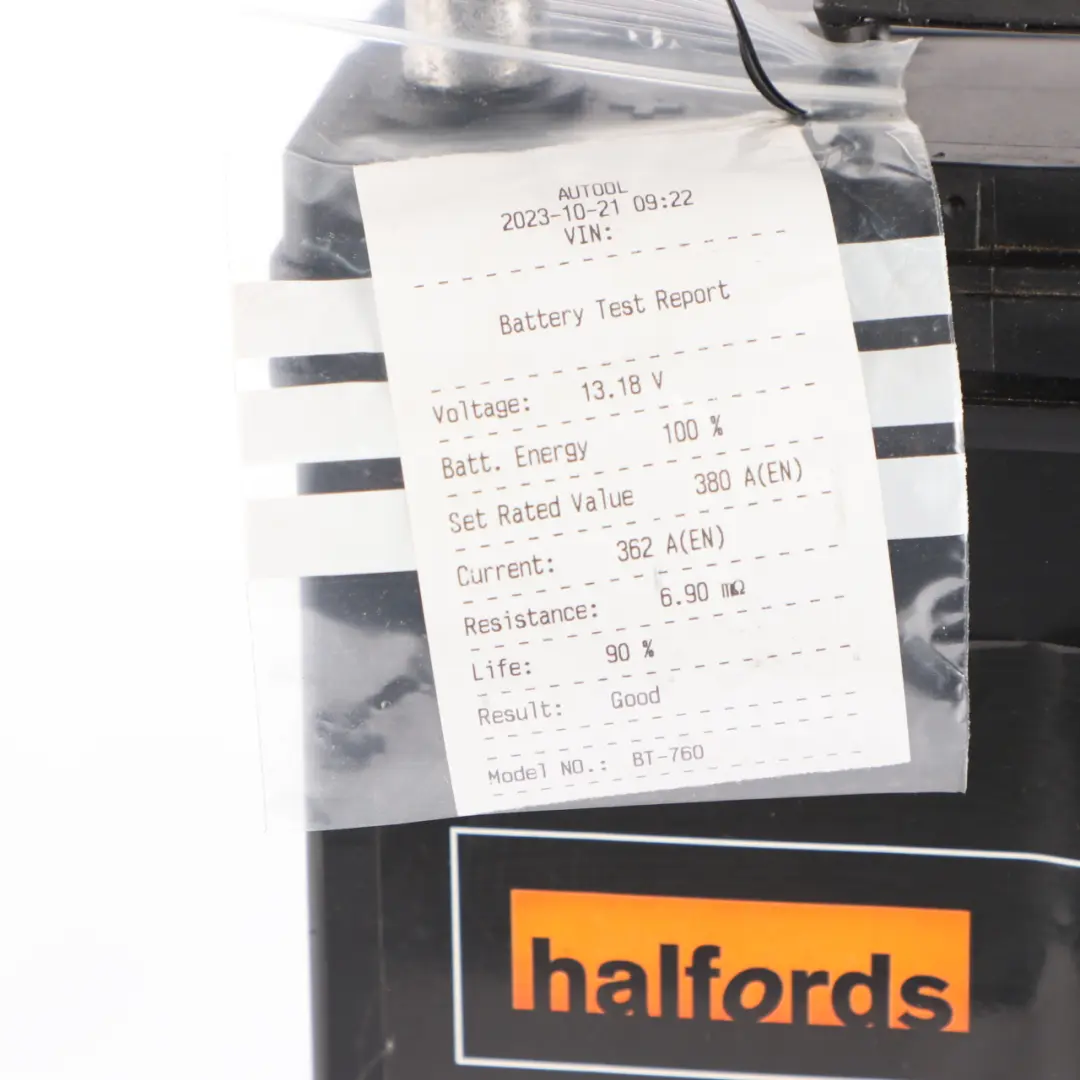 AUTOOL
2023-10-21 09:22
VIN:
Battery Test Report
Voltage: 13.18 V
Batt. Energy 100 %
Set Rated Value 380 A(EN)
Current: 362 A(EN)
Resistance: 6.90 mΩ
Life: 90 %
Result: Good
Model NO.: BT-760
halfords